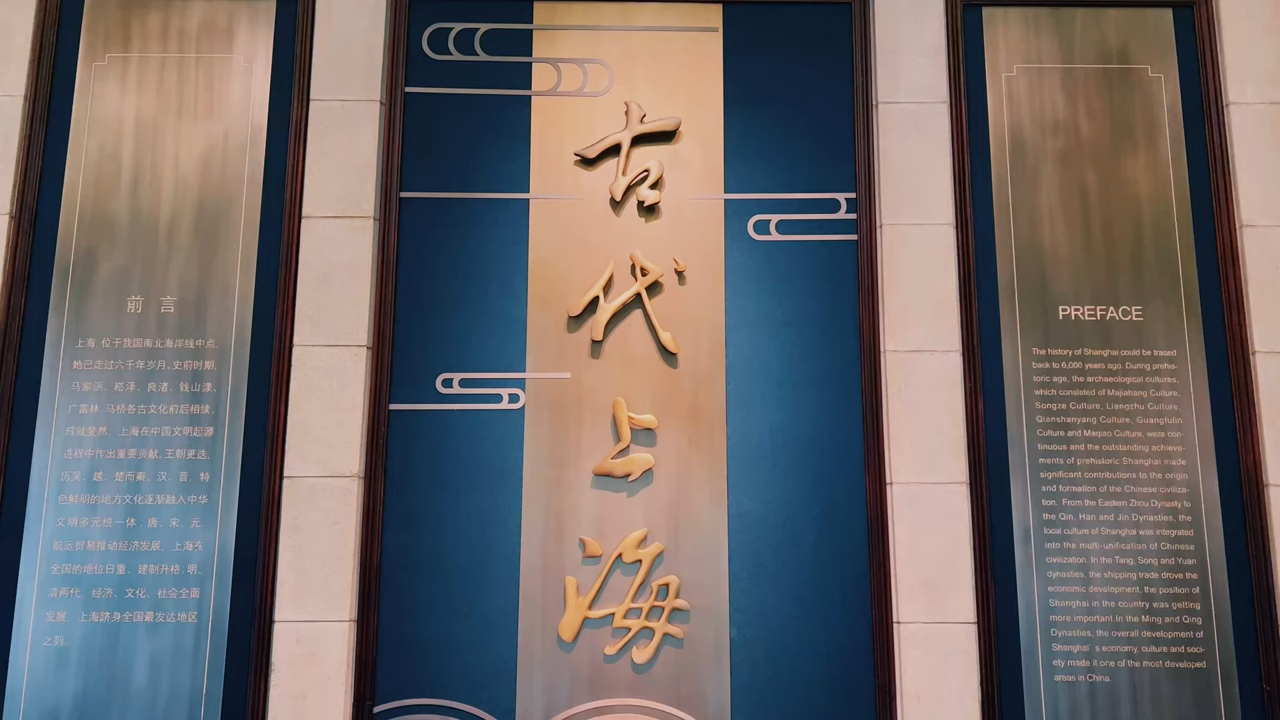 前言
上海,位于我国南北海岸线中点,
她已走过六千年岁月。史前时期,
马家浜、崧泽、良渚、钱山漾、
广富林、马桥各古文化前后相续,
成就斐然,上海在中国文明起源
进程中作出重要贡献。王朝更迭,
历吴、越、楚而秦、汉、晋,特
色鲜明的地方文化逐渐融入中华
文明多元统一体,唐、宋、元,
航运贸易推动经济发展,上海在
全国的地位日重,建制升格;明、
清两代,经济、文化、社会全面
发展,上海跻身全国最发达地区
之列。
古代上海
PREFACE
The history of Shanghai could be traced
back to 6,000 years ago. During prehis-
toric age, the archaeological cultures,
which consisted of Majiabang Culture,
Songze Culture, Liangzhu Culture,
Qianshanyang Culture, Guangfulin
Culture and Maqiao Culture, were con-
tinuous and the outstanding achieve-
ments of prehistoric Shanghai made
significant contributions to the origin
and formation of the Chinese civiliza-
tion. From the Eastern Zhou Dynasty to
the Qin, Han and Jin Dynasties, the
local culture of Shanghai was integrated
into the multi-unification of Chinese
civilization. In the Tang, Song and Yuan
dynasties, the shipping trade drove the
economic development, the position of
Shanghai in the country was getting
more important.In the Ming and Qing
Dynasties, the overall development of
Shanghai's economy, culture and soci-
ety made it one of the most developed
areas in China.